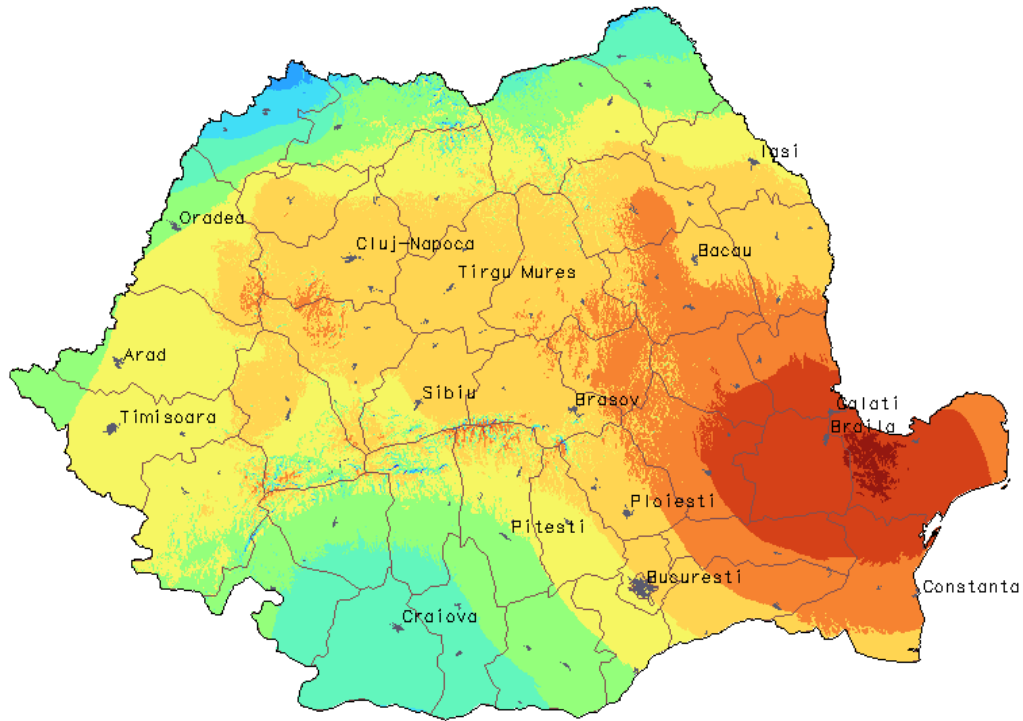 Iasi
Oradea
Cluj-Napoca
Bacau
Tirgu Mures
Arad
Sibiu
Brasov
Galati
Timisoara
Braila
Ploiesti
Pitesti
Bucuresti
Constanta
Craiova